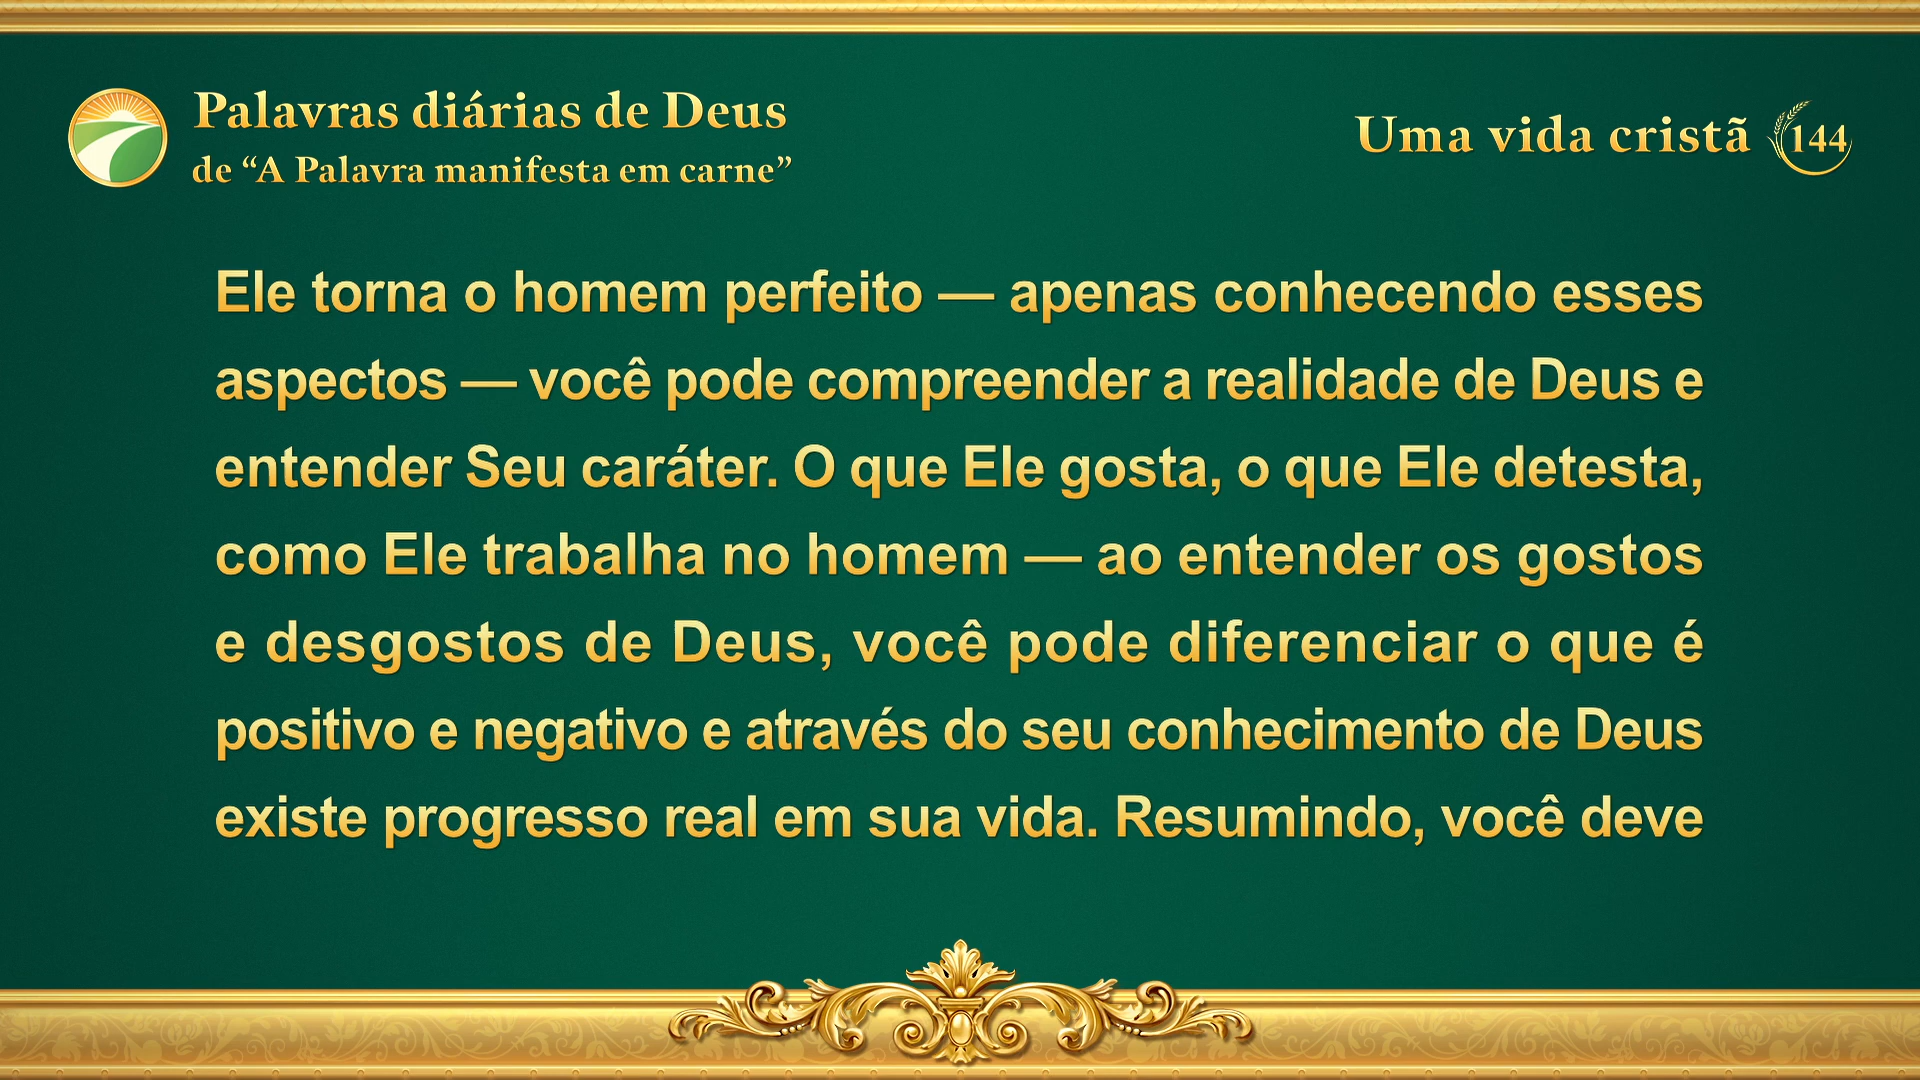 Palavras diárias de Deus
de “A Palavra manifesta em carne”
Uma vida cristã 144
Ele torna o homem perfeito — apenas conhecendo esses
aspectos — você pode compreender a realidade de Deus e
entender Seu caráter. O que Ele gosta, o que Ele detesta,
como Ele trabalha no homem — ao entender os gostos
e desgostos de Deus, você pode diferenciar o que é
positivo e negativo e através do seu conhecimento de Deus
existe progresso real em sua vida. Resumindo, você deve